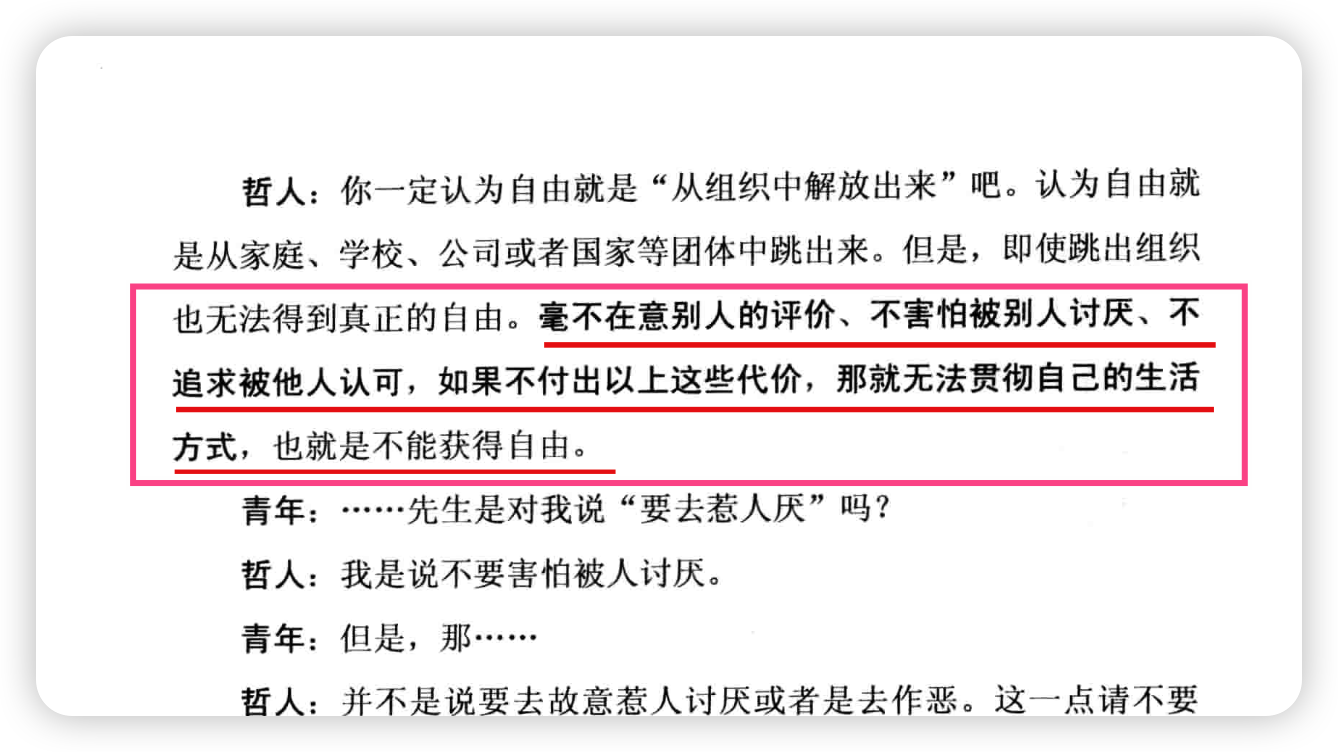 哲人：你一定认为自由就是“从组织中解放出来”吧。认为自由就
是从家庭、学校、公司或者国家等团体中跳出来。但是，即使跳出组织
也无法得到真正的自由。毫不在意别人的评价、不害怕被别人讨厌、不
追求被他人认可，如果不付出以上这些代价，那就无法贯彻自己的生活
方式，也就是不能获得自由。
青年：……先生是对我说“要去惹人厌”吗？
哲人：我是说不要害怕被人讨厌。
青年：但是，那……
哲人：并不是说要去故意惹人讨厌或者是去作恶。这一点请不要